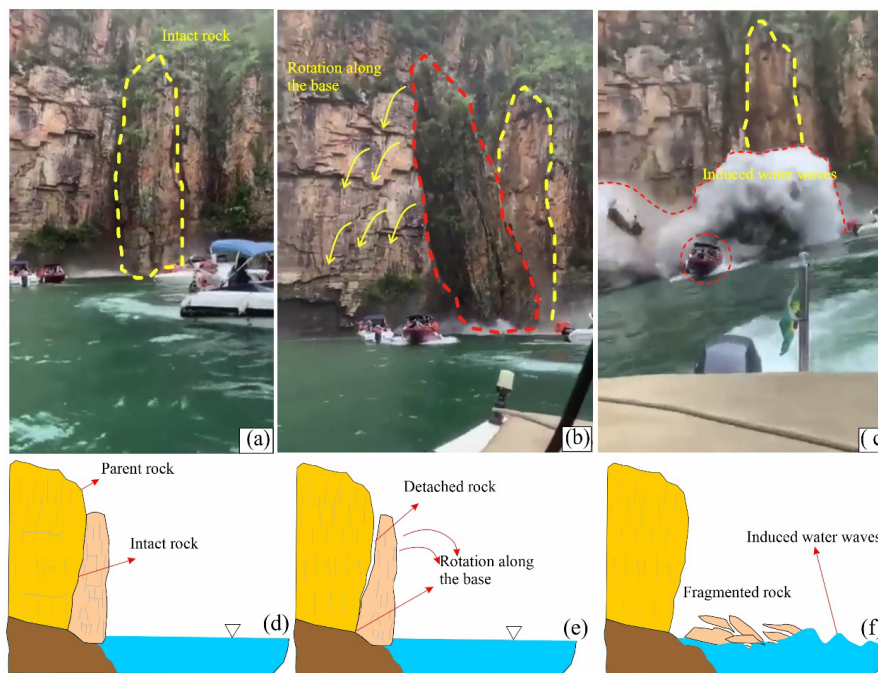 Intact rock
(a)
Rotation along
the base
(b)
Induced water waves
( c
Parent rock
Intact rock
(d)
Detached rock
Rotation along
the base
(e)
Induced water waves
Fragmented rock
(f)